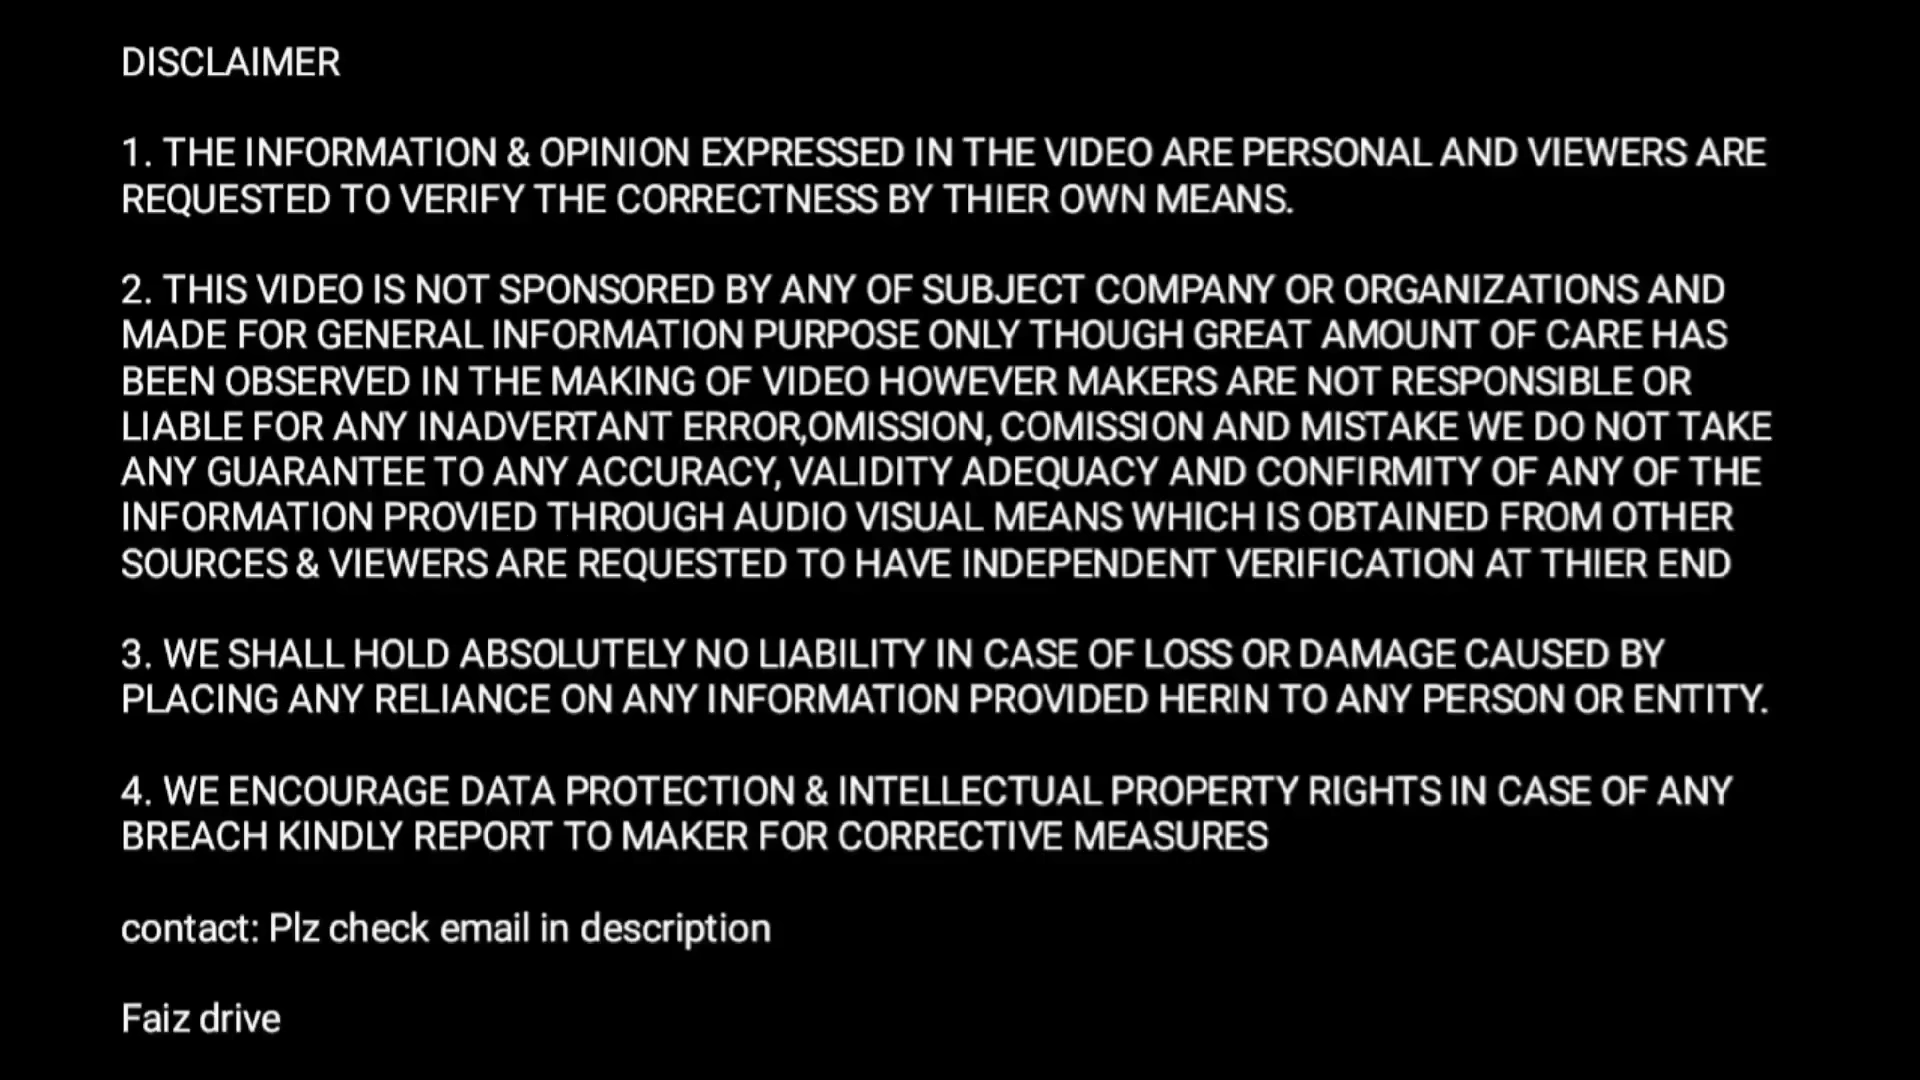 DISCLAIMER
1. THE INFORMATION & OPINION EXPRESSED IN THE VIDEO ARE PERSONAL AND VIEWERS ARE
REQUESTED TO VERIFY THE CORRECTNESS BY THIER OWN MEANS.
2. THIS VIDEO IS NOT SPONSORED BY ANY OF SUBJECT COMPANY OR ORGANIZATIONS AND
MADE FOR GENERAL INFORMATION PURPOSE ONLY THOUGH GREAT AMOUNT OF CARE HAS
BEEN OBSERVED IN THE MAKING OF VIDEO HOWEVER MAKERS ARE NOT RESPONSIBLE OR
LIABLE FOR ANY INADVERTANT ERROR,OMISSION, COMISSION AND MISTAKE WE DO NOT TAKE
ANY GUARANTEE TO ANY ACCURACY, VALIDITY ADEQUACY AND CONFIRMITY OF ANY OF THE
INFORMATION PROVIED THROUGH AUDIO VISUAL MEANS WHICH IS OBTAINED FROM OTHER
SOURCES & VIEWERS ARE REQUESTED TO HAVE INDEPENDENT VERIFICATION AT THIER END
3. WE SHALL HOLD ABSOLUTELY NO LIABILITY IN CASE OF LOSS OR DAMAGE CAUSED BY
PLACING ANY RELIANCE ON ANY INFORMATION PROVIDED HERIN TO ANY PERSON OR ENTITY.
4. WE ENCOURAGE DATA PROTECTION & INTELLECTUAL PROPERTY RIGHTS IN CASE OF ANY
BREACH KINDLY REPORT TO MAKER FOR CORRECTIVE MEASURES
contact: Plz check email in description
Faiz drive